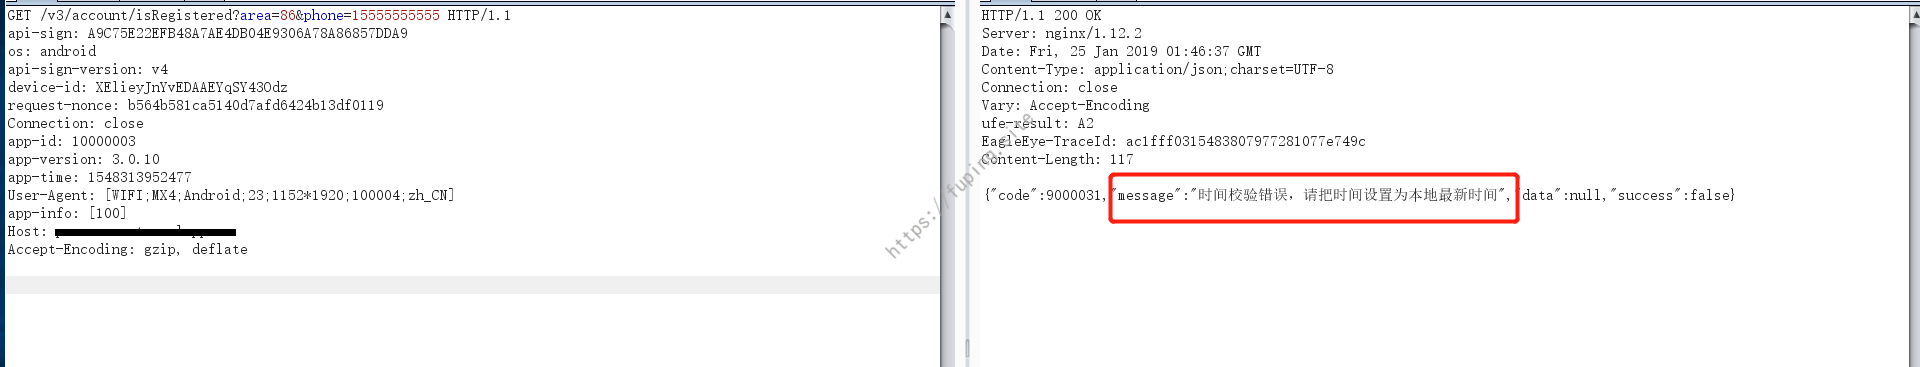 GET /v3/account/isRegistered?area=86&phone=15555555555 HTTP/1.1
api-sign: A9C75E22EFB48A7AE4DB04E9306A78A86857DDA9
os: android
api-sign-version: v4
device-id: XElieyJnYvEDAAEYqSY43Odz
request-nonce: b564b581ca5140d7afd6424b13df0119
Connection: close
app-id: 10000003
app-version: 3.0.10
app-time: 1548313952477
User-Agent: [WIFI;MX4;Android;23;1152*1920;100004;zh_CN]
app-info: [100]
Host:
Accept-Encoding: gzip, deflate
HTTP/1.1 200 OK
Server: nginx/1.12.2
Date: Fri, 25 Jan 2019 01:46:37 GMT
Content-Type: application/json;charset=UTF-8
Connection: close
Vary: Accept-Encoding
ufe-result: A2
EagleEye-TraceId: ac1fff0315483807977281077e749c
Content-Length: 117
{"code":9000031,"message":"时间校验错误，请把时间设置为本地最新时间","data":null,"success":false}
https://fuping.site